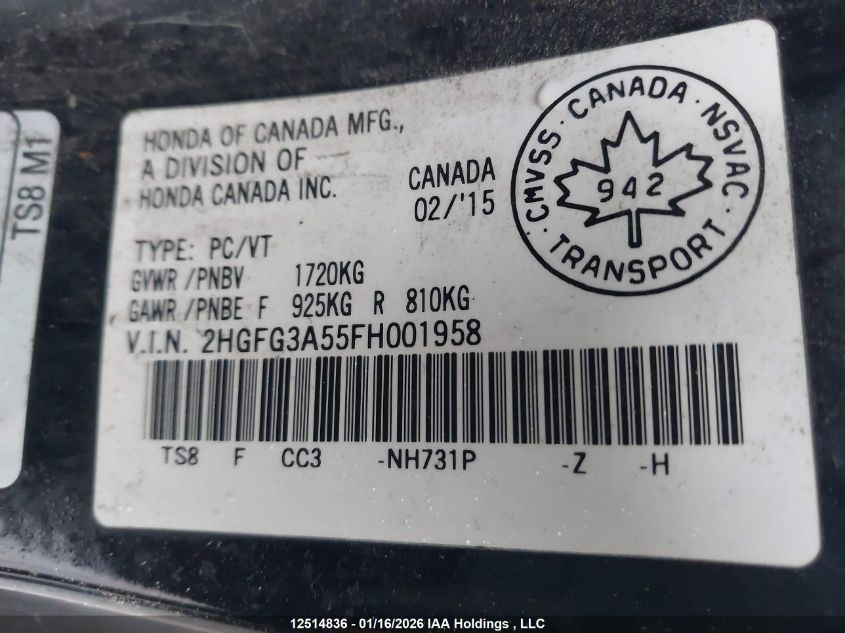 HONDA OF CANADA MFG.,
A DIVISION OF
HONDA CANADA INC.
CANADA
02/'15
CANADA · NSVAC · TRANSPORT · CMVSS ·
942
TYPE: PC/VT
GVWR/PNBV 1720KG
GAWR/PNBE F 925KG R 810KG
V.I.N. 2HGFG3A55FH001958
TS8 F CC3 -NH731P -Z -H
TS8 M1
12514836 - 01/16/2026 IAA Holdings , LLC